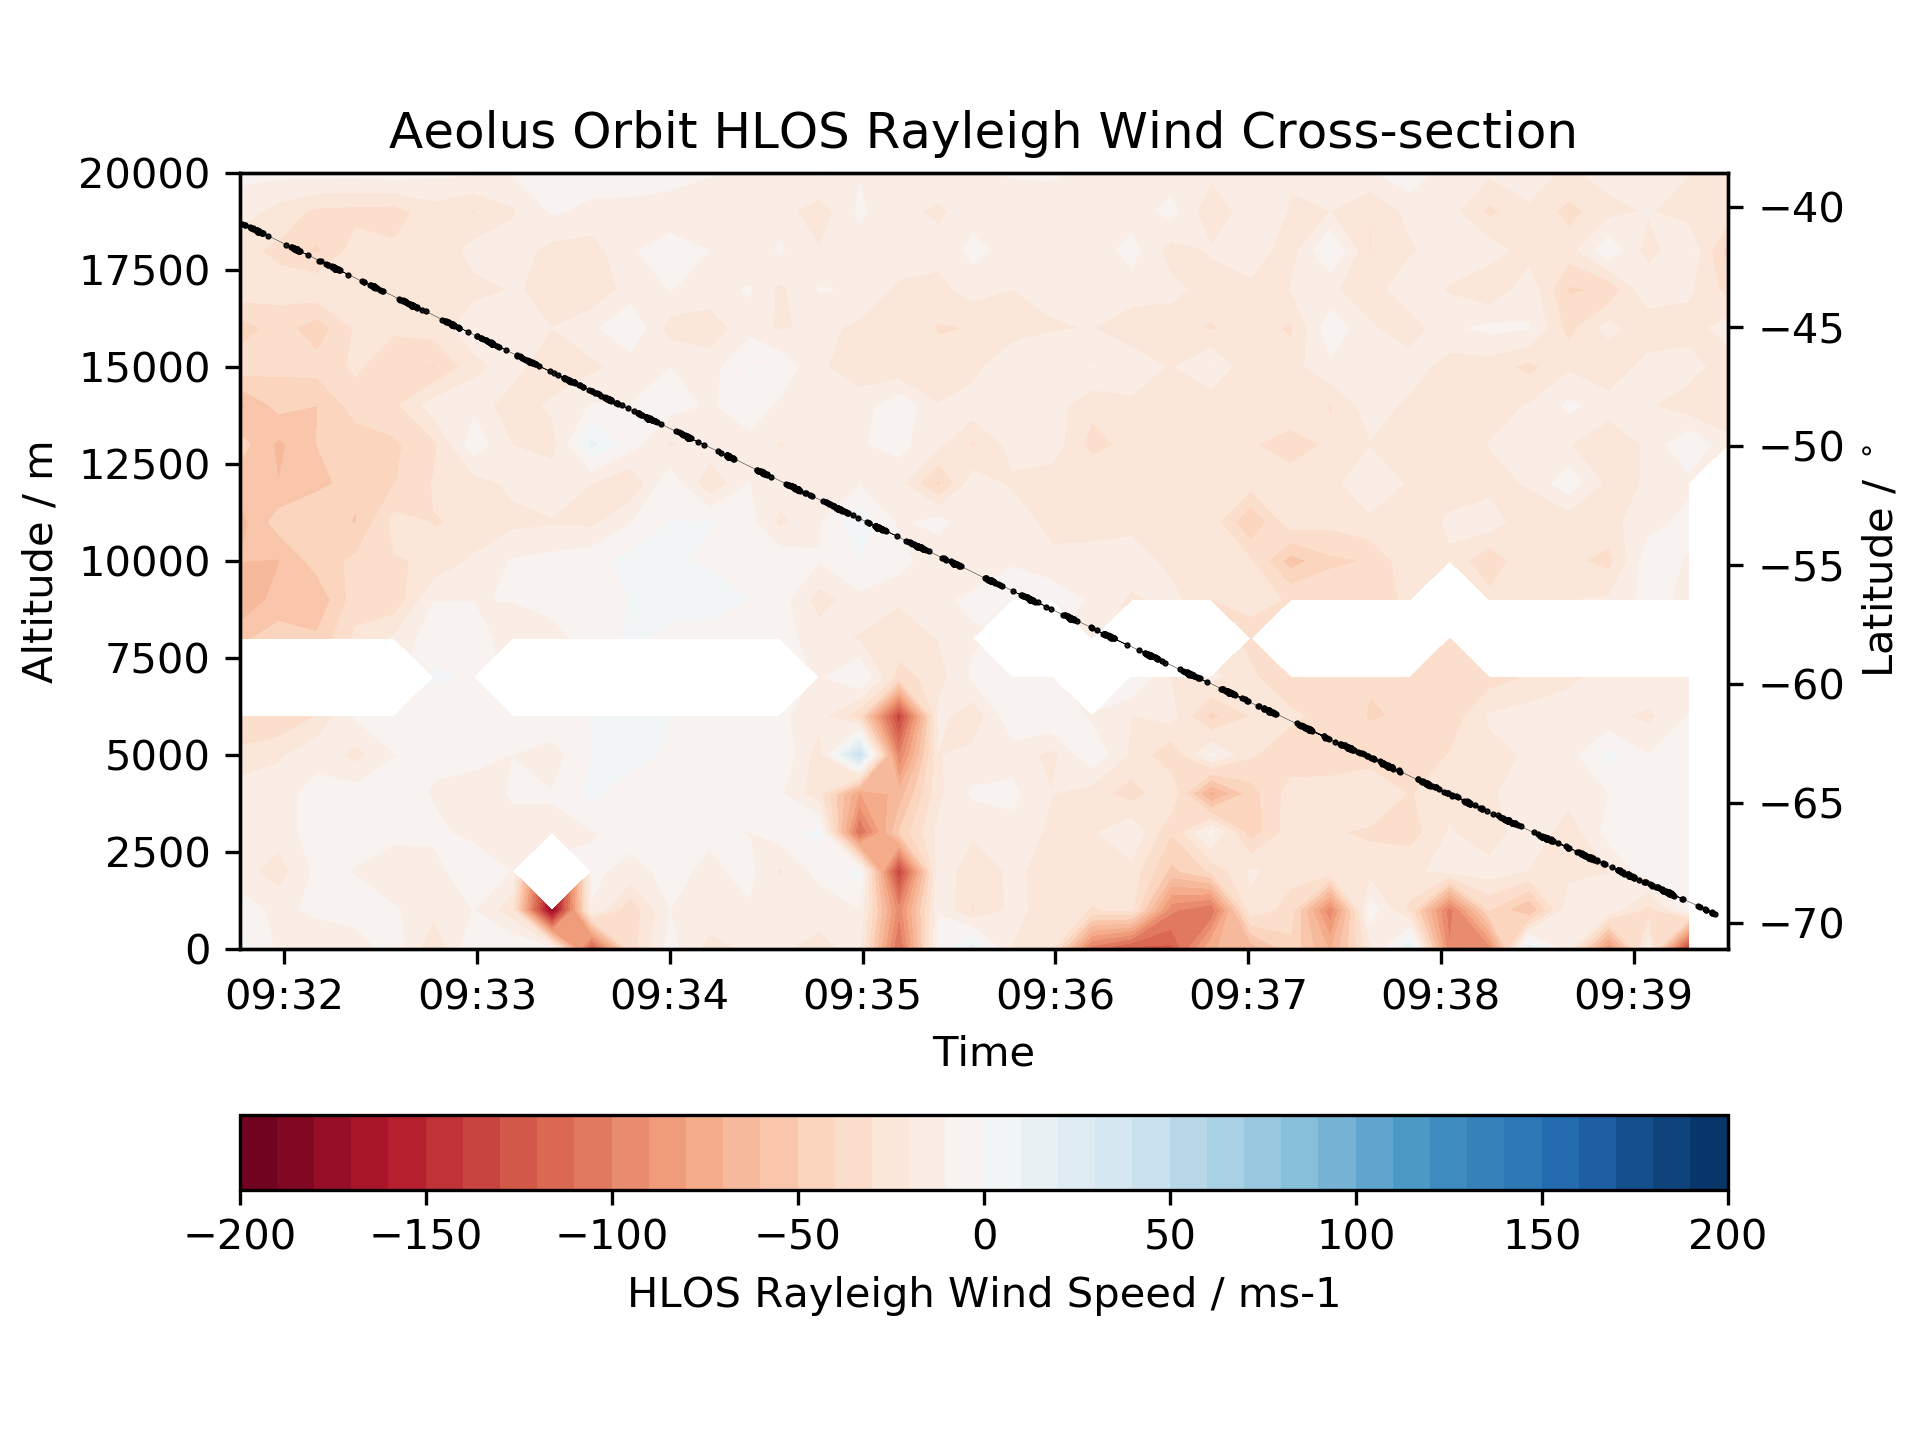 Aeolus Orbit HLOS Rayleigh Wind Cross-section
20000
17500
15000
12500
10000
7500
5000
2500
0
Altitude / m
−40
−45
−50
−55
−60
−65
−70
Latitude / °
09:32 09:33 09:34 09:35 09:36 09:37 09:38 09:39
Time
−200 −150 −100 −50 0 50 100 150 200
HLOS Rayleigh Wind Speed / ms-1